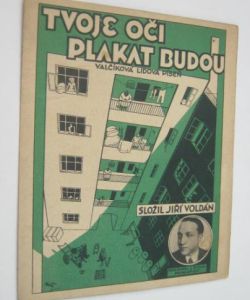 TVOJE OČI
PLAKAT BUDOU
VALČÍKOVÁ LIDOVÁ PÍSEŇ
SLOŽIL JIŘÍ VOLDÁN